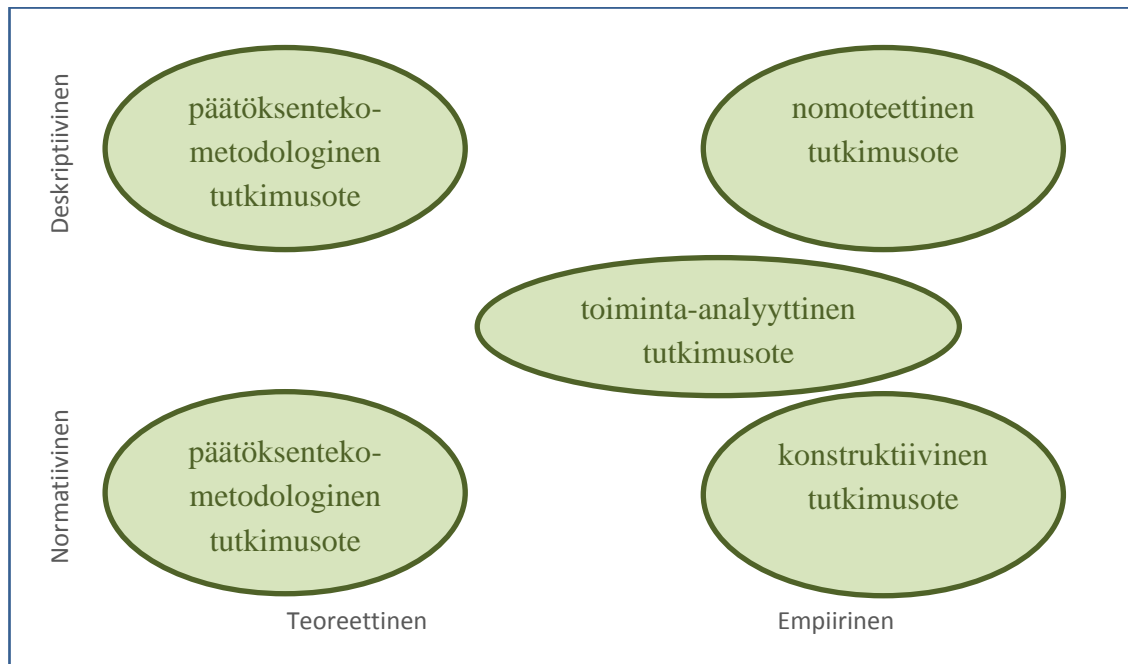 Deskriptiivinen
päätöksenteko-
metodologinen
tutkimusote
nomoteettinen
tutkimusote
toiminta-analyyttinen
tutkimusote
Normatiivinen
päätöksenteko-
metodologinen
tutkimusote
konstruktiivinen
tutkimusote
Teoreettinen
Empiirinen